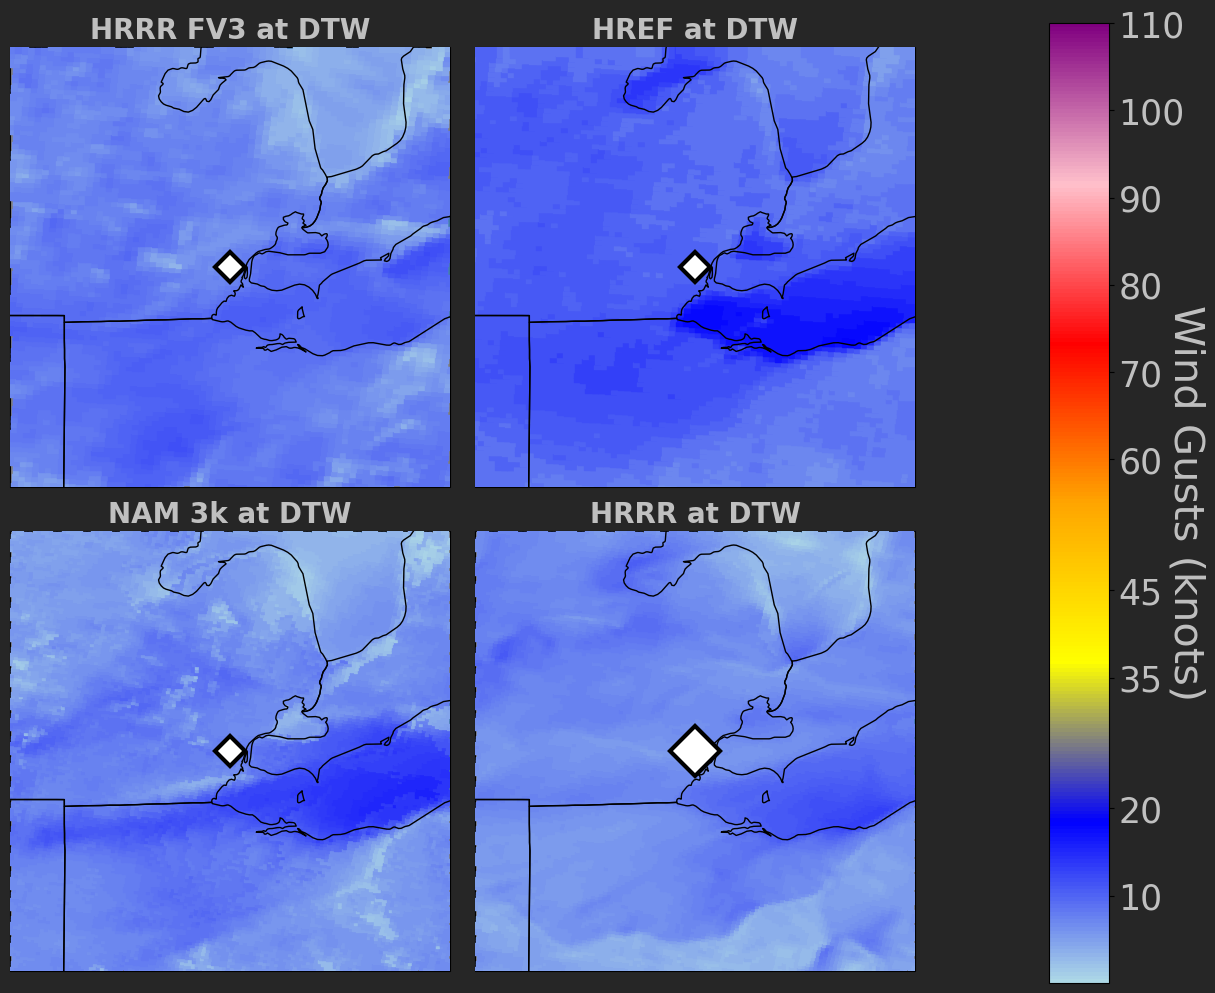 HRRR FV3 at DTW
HREF at DTW
NAM 3k at DTW
HRRR at DTW
110
100
90
80
70
60
45
35
20
10
Wind Gusts (knots)